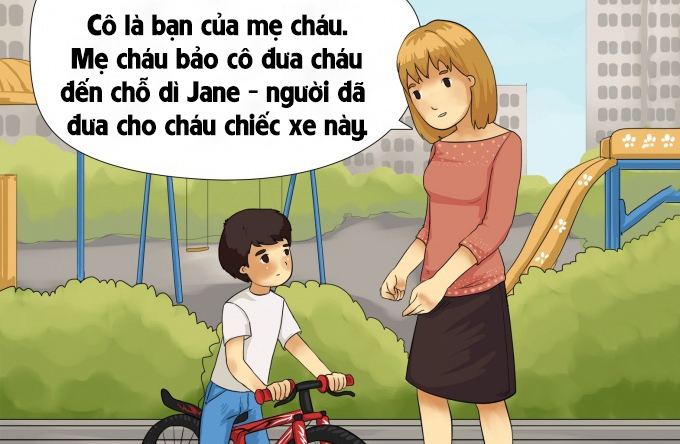 Cô là bạn của mẹ cháu.
Mẹ cháu bảo cô đưa cháu
đến chỗ dì Jane - người đã
đưa cho cháu chiếc xe này.